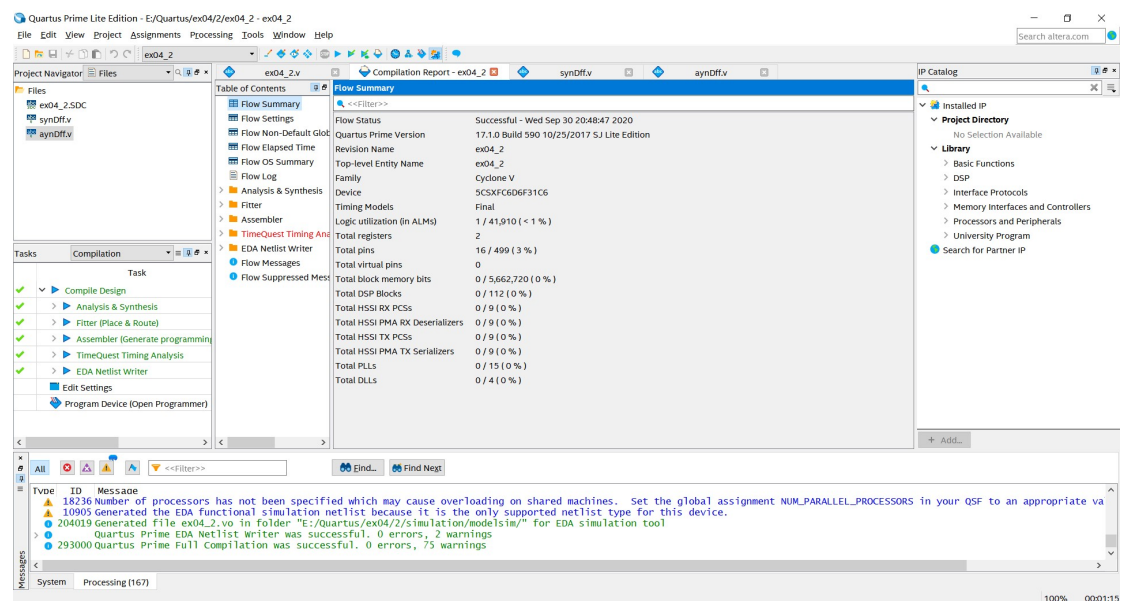 Quartus Prime Lite Edition - E:/Quartus/ex04/2/ex04_2 - ex04_2
File Edit View Project Assignments Processing Tools Window Help
Search altera.com
ex04_2
Project Navigator Files
Files
ex04_2.SDC
synDff.v
aynDff.v
ex04_2.v
Compilation Report - ex04_2
synDff.v
aynDff.v
Table of Contents
Flow Summary
Flow Settings
Flow Non-Default Glob
Flow Elapsed Time
Flow OS Summary
Flow Log
Analysis & Synthesis
Fitter
Assembler
TimeQuest Timing Ana
EDA Netlist Writer
Flow Messages
Flow Suppressed Mess
Flow Summary
<<Filter>>
Flow Status Successful - Wed Sep 30 20:48:47 2020
Quartus Prime Version 17.1.0 Build 590 10/25/2017 SJ Lite Edition
Revision Name ex04_2
Top-level Entity Name ex04_2
Family Cyclone V
Device 5CSXFC6D6F31C6
Timing Models Final
Logic utilization (in ALMs) 1 / 41,910 ( < 1 % )
Total registers 2
Total pins 16 / 499 ( 3 % )
Total virtual pins 0
Total block memory bits 0 / 5,662,720 ( 0 % )
Total DSP Blocks 0 / 112 ( 0 % )
Total HSSI RX PCSs 0 / 9 ( 0 % )
Total HSSI PMA RX Deserializers 0 / 9 ( 0 % )
Total HSSI TX PCSs 0 / 9 ( 0 % )
Total HSSI PMA TX Serializers 0 / 9 ( 0 % )
Total PLLs 0 / 15 ( 0 % )
Total DLLs 0 / 4 ( 0 % )
IP Catalog
Installed IP
Project Directory
No Selection Available
Library
Basic Functions
DSP
Interface Protocols
Memory Interfaces and Controllers
Processors and Peripherals
University Program
Search for Partner IP
+ Add...
Tasks Compilation
Task
Compile Design
Analysis & Synthesis
Fitter (Place & Route)
Assembler (Generate programming
TimeQuest Timing Analysis
EDA Netlist Writer
Edit Settings
Program Device (Open Programmer)
All <<Filter>> Find... Find Next
Type ID Message
18236 Number of processors has not been specified which may cause overloading on shared machines. Set the global assignment NUM_PARALLEL_PROCESSORS in your QSF to an appropriate va
10905 Generated the EDA functional simulation netlist because it is the only supported netlist type for this device.
204019 Generated file ex04_2.vo in folder "E:/Quartus/ex04/2/simulation/modelsim/" for EDA simulation tool
Quartus Prime EDA Netlist Writer was successful. 0 errors, 2 warnings
293000 Quartus Prime Full Compilation was successful. 0 errors, 75 warnings
Messages
System Processing (167)
100% 00:01:15